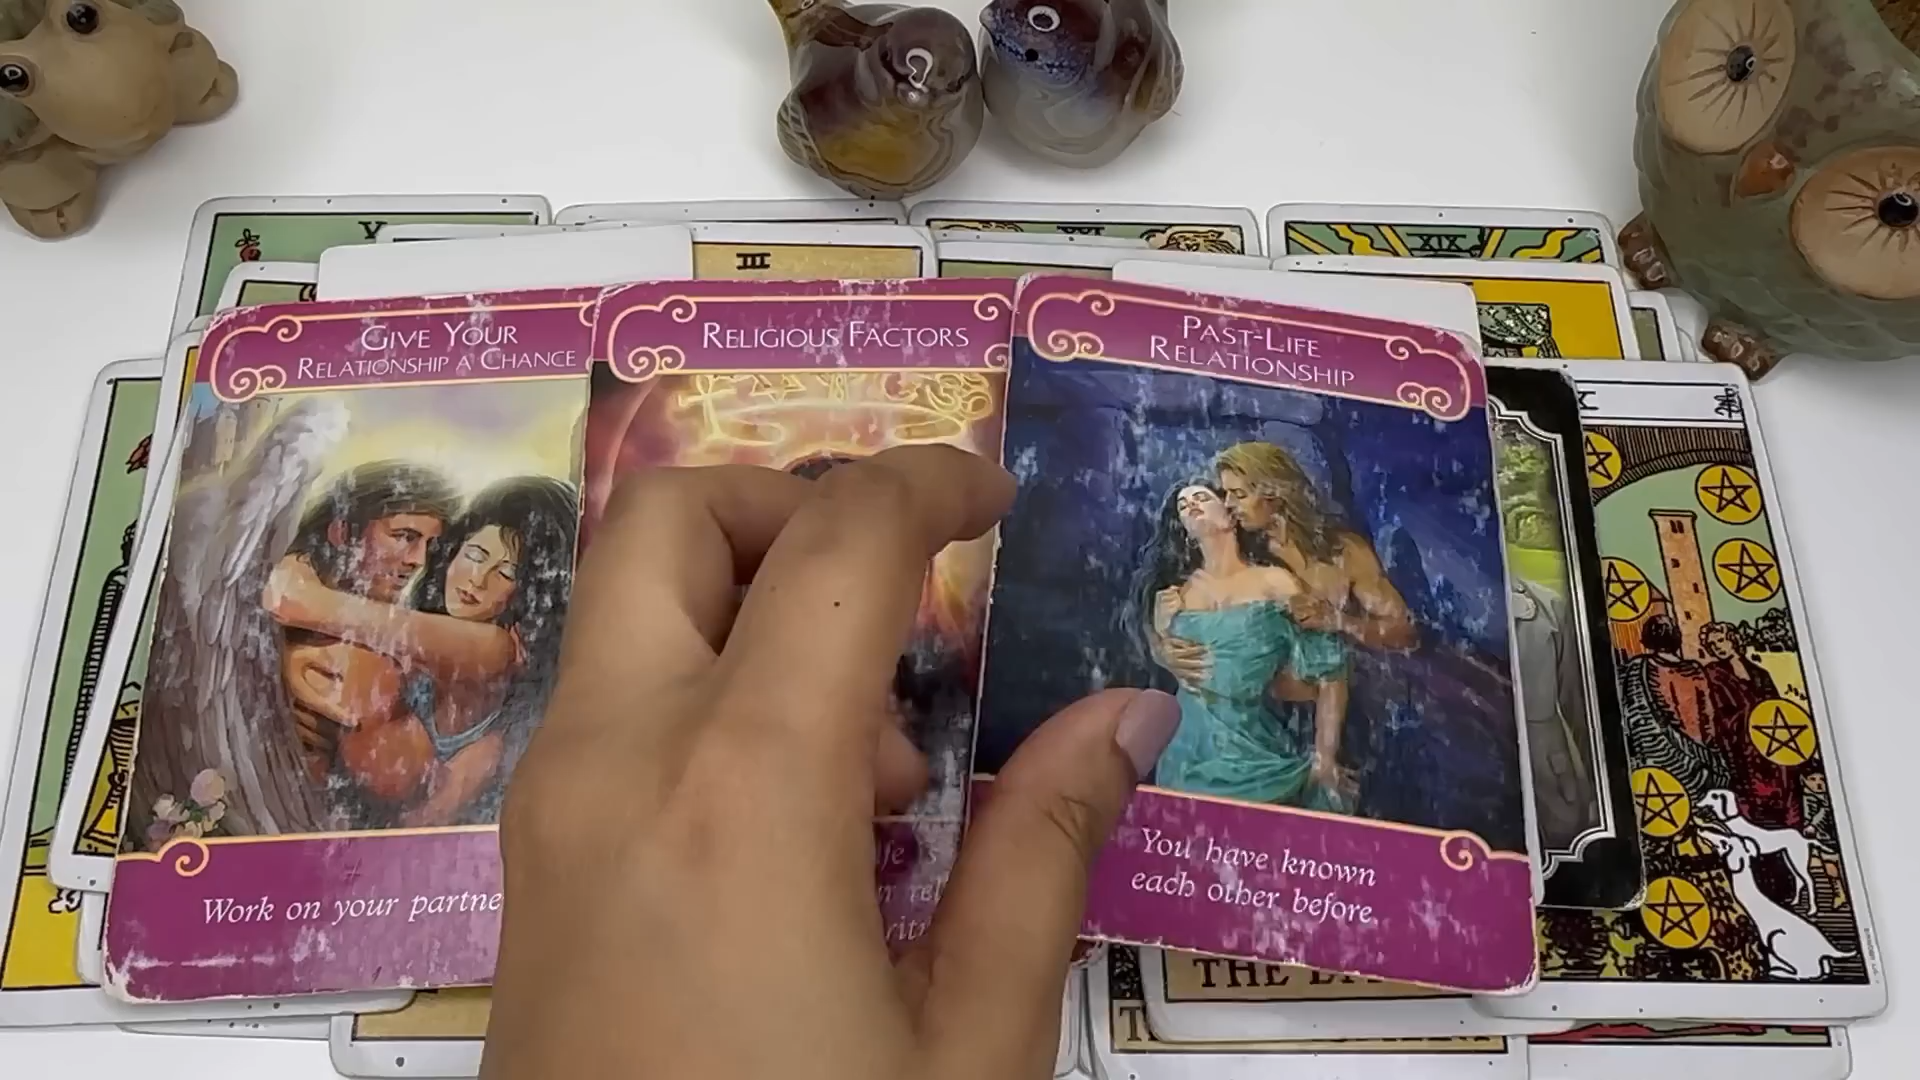 V
III
XIX
GIVE YOUR
RELATIONSHIP A CHANCE
RELIGIOUS FACTORS
PAST-LIFE
RELATIONSHIP
Work on your partne
You have known
each other before
THE